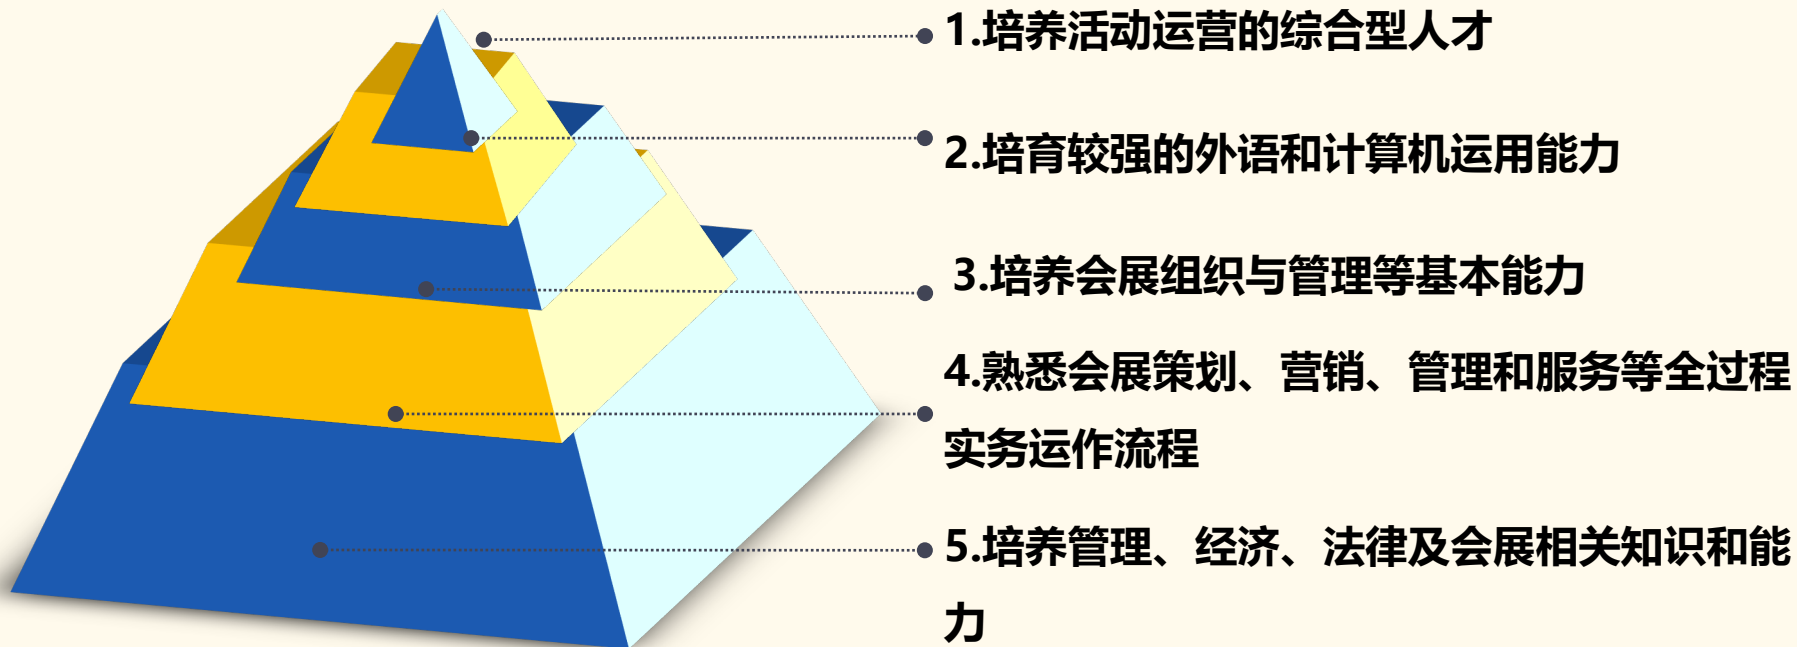 1.培养活动运营的综合型人才
2.培育较强的外语和计算机运用能力
3.培养会展组织与管理等基本能力
4.熟悉会展策划、营销、管理和服务等全过程
实务运作流程
5.培养管理、经济、法律及会展相关知识和能
力